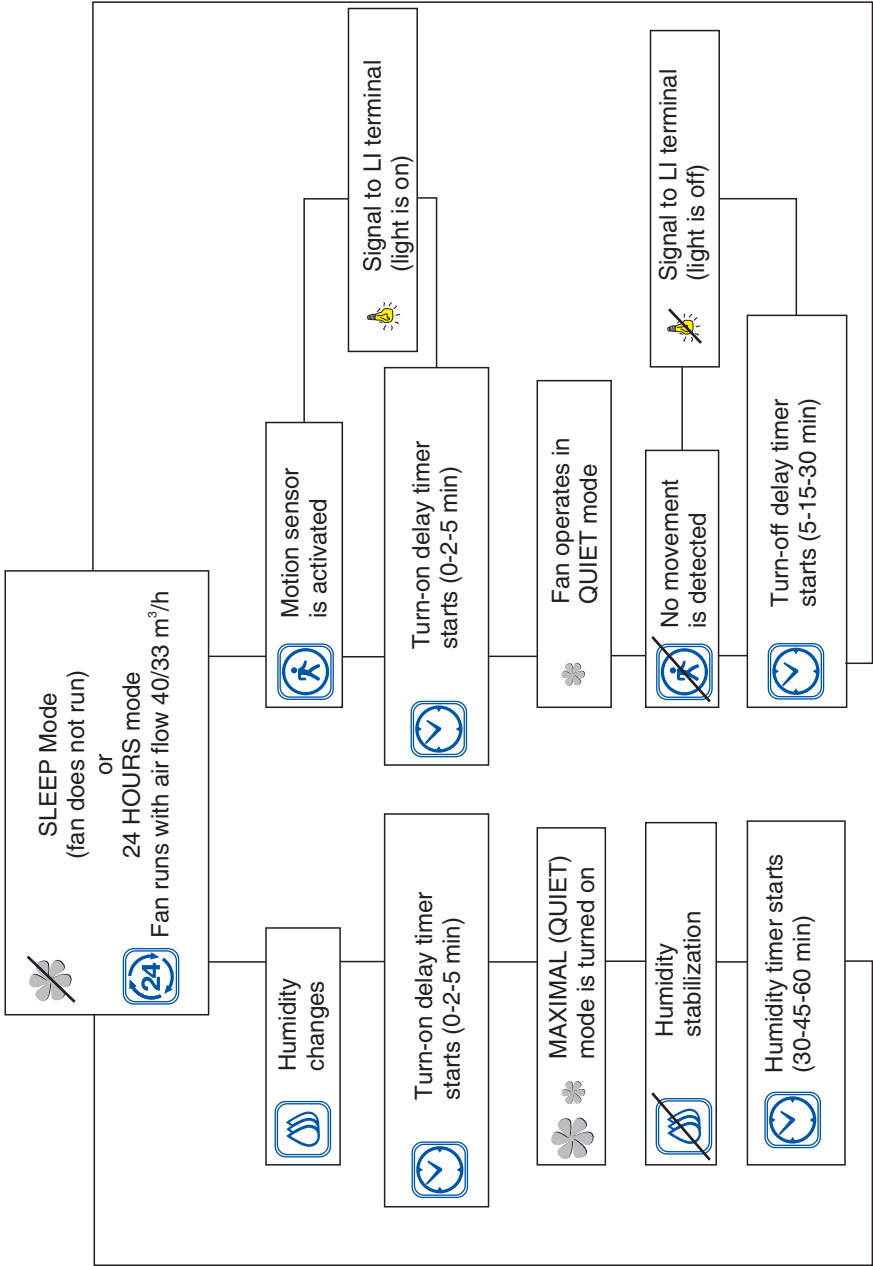 SLEEP Mode
(fan does not run)
or
24 HOURS mode
24
Fan runs with air flow 40/33 m³/h
Humidity
changes
Turn-on delay timer
starts (0-2-5 min)
MAXIMAL (QUIET)
mode is turned on
Humidity
stabilization
Humidity timer starts
(30-45-60 min)
Motion sensor
is activated
Signal to LI terminal
(light is on)
Turn-on delay timer
starts (0-2-5 min)
Fan operates in
QUIET mode
No movement
is detected
Signal to LI terminal
(light is off)
Turn-off delay timer
starts (5-15-30 min)